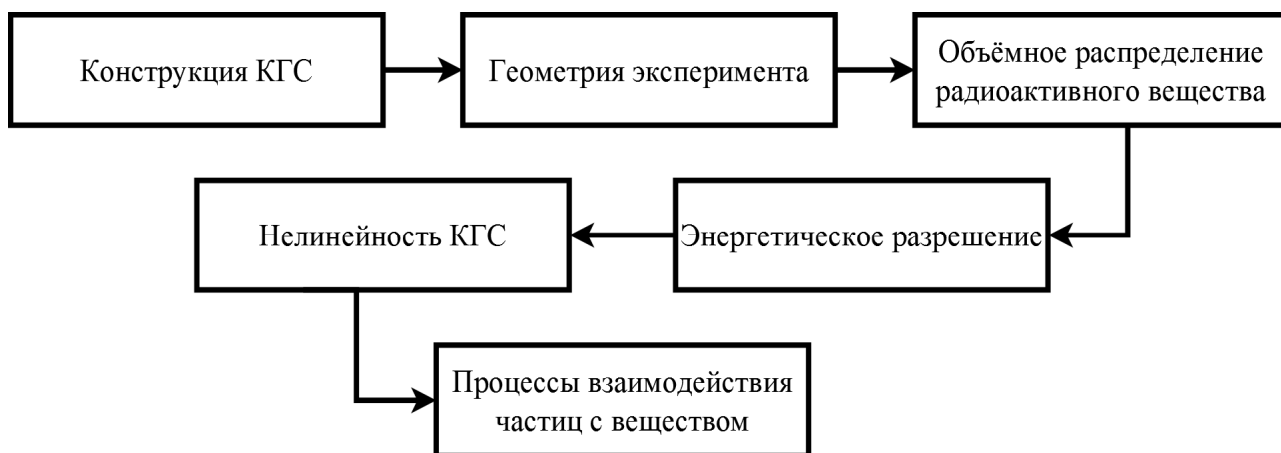 Конструкция КГС
Геометрия эксперимента
Объёмное распределение
радиоактивного вещества
Энергетическое разрешение
Нелинейность КГС
Процессы взаимодействия
частиц с веществом